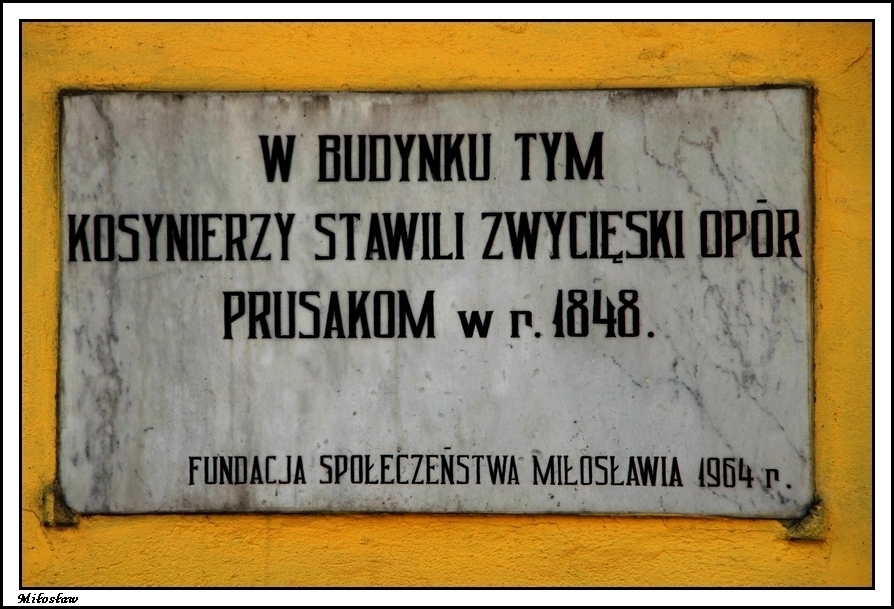 W BUDYNKU TYM
KOSYNIERZY STAWILI ZWYCIĘSKI OPÓR
PRUSAKOM w r. 1848.
FUNDACJA SPOŁECZEŃSTWA MIŁOSŁAWIA 1964 r.
Miłosław